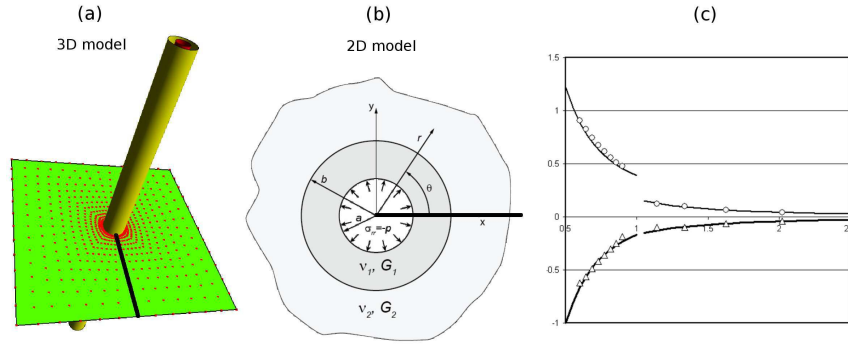 (a)
3D model
(b)
2D model
y
r
b
θ
a
x
σrr=-p
ν1, G1
ν2, G2
(c)
1.5
1
0.5
0
0.5
1
1.5
2
2.5
-0.5
-1